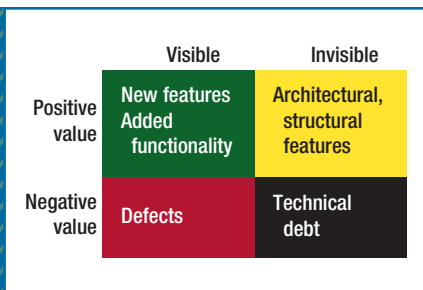 Visible Invisible
Positive
value
New features
Added
functionality
Architectural,
structural
features
Negative
value
Defects
Technical
debt